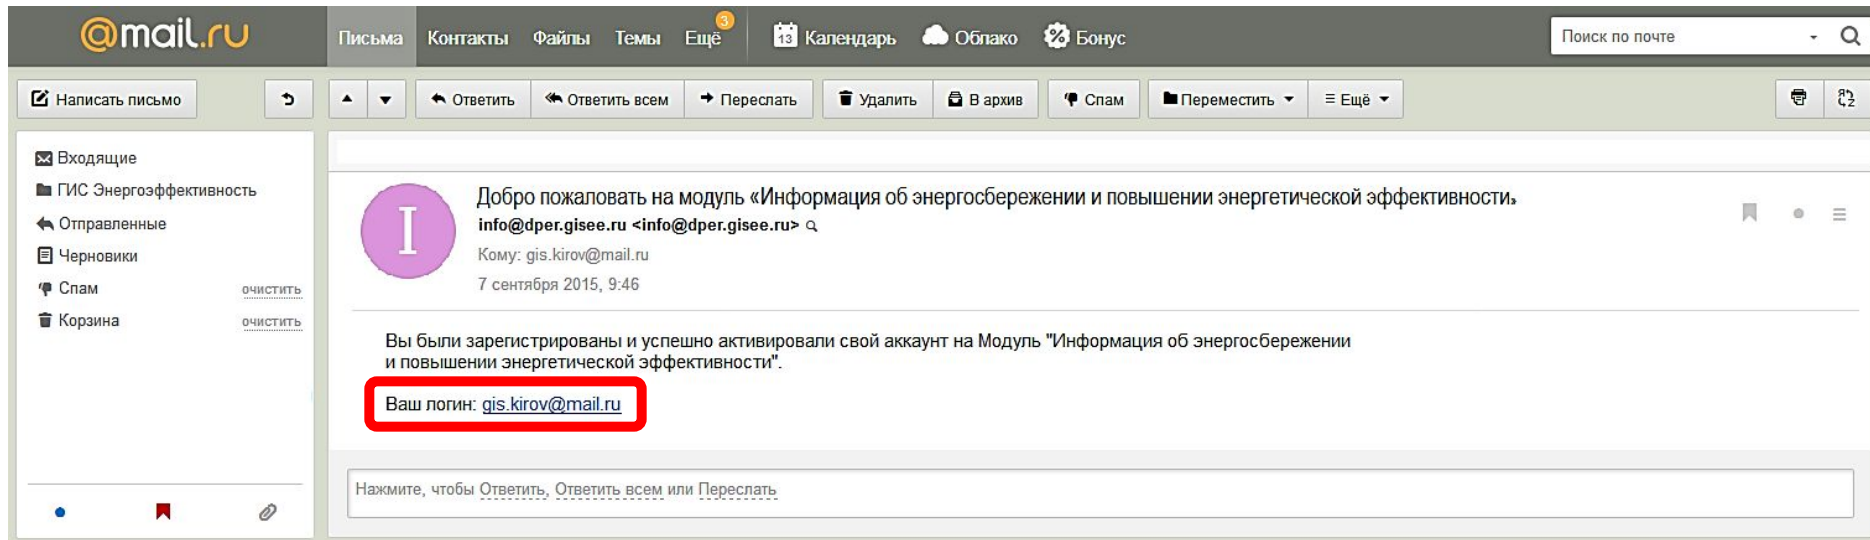 @mail.ru
Письма Контакты Файлы Темы Ещё 3 13 Календарь Облако Бонус
Поиск по почте
Написать письмо
Ответить Ответить всем Переслать Удалить В архив Спам Переместить Ещё
Входящие
ГИС Энергоэффективность
Отправленные
Черновики
Спам очистить
Корзина очистить
I
Добро пожаловать на модуль «Информация об энергосбережении и повышении энергетической эффективности»
info@dper.gisee.ru <info@dper.gisee.ru>
Кому: gis.kirov@mail.ru
7 сентября 2015, 9:46
Вы были зарегистрированы и успешно активировали свой аккаунт на Модуль "Информация об энергосбережении
и повышении энергетической эффективности".
Ваш логин: gis.kirov@mail.ru
Нажмите, чтобы Ответить, Ответить всем или Переслать